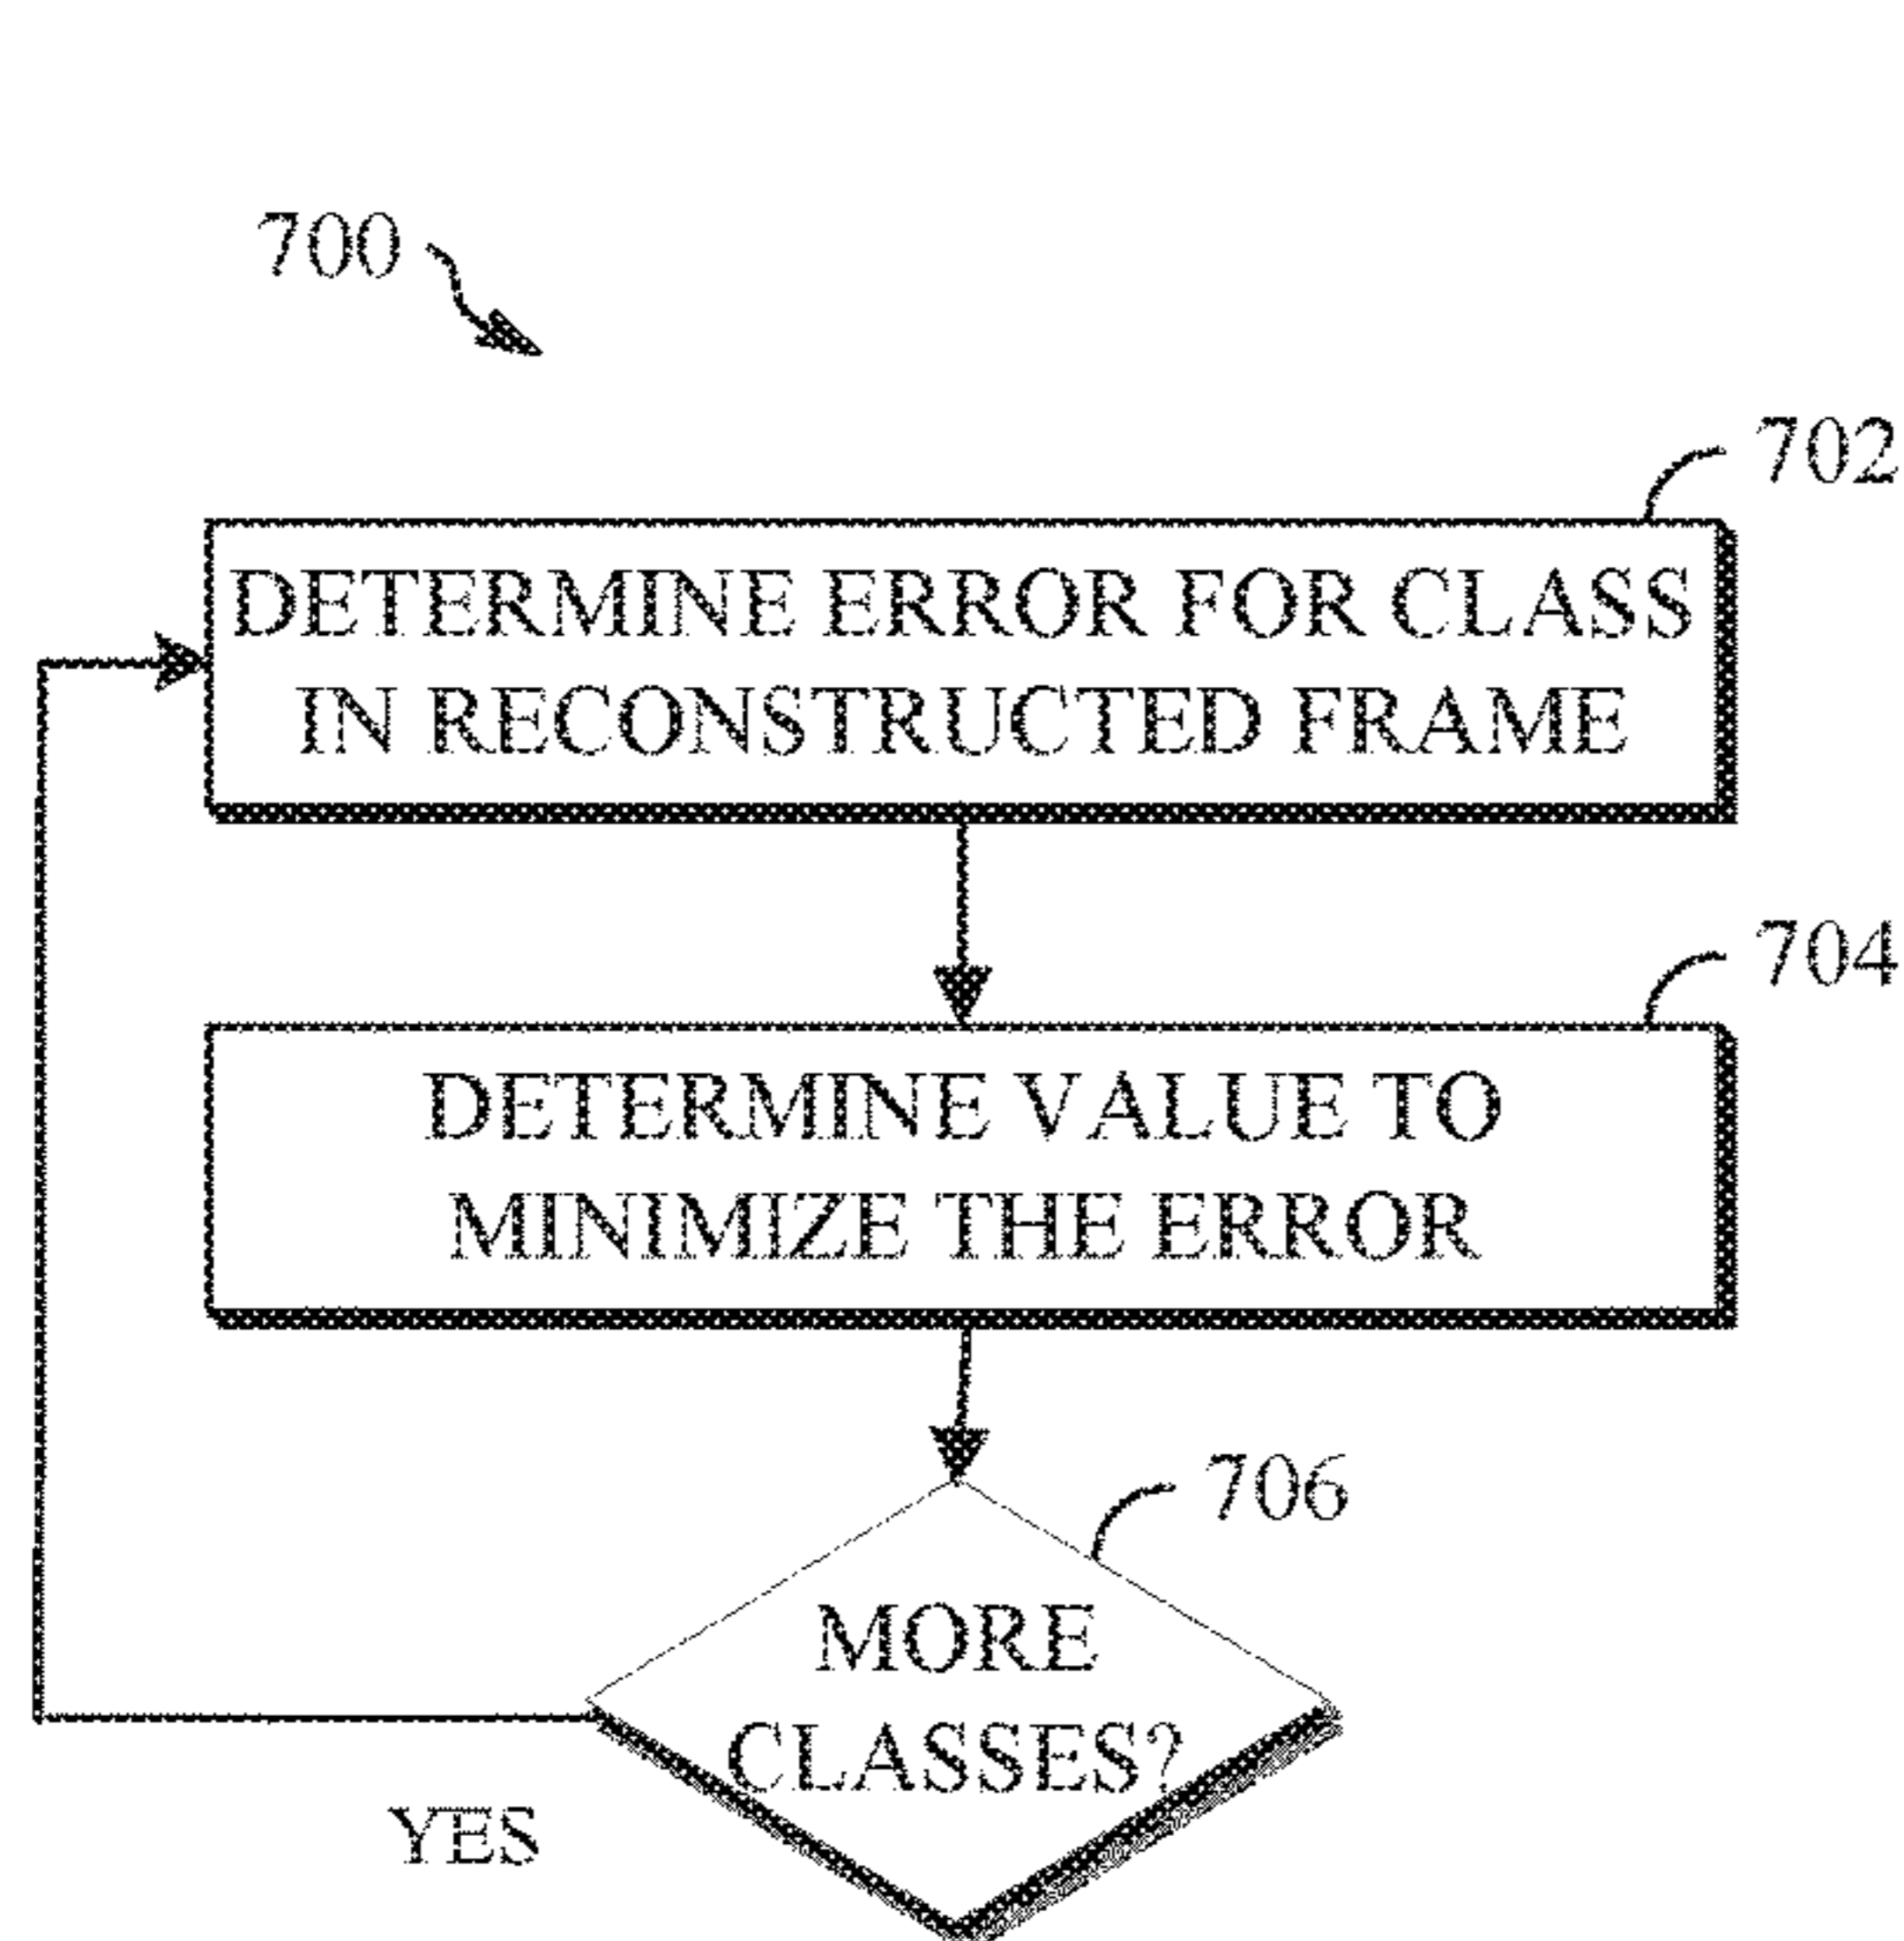 700
702
DETERMINE ERROR FOR CLASS
IN RECONSTRUCTED FRAME
704
DETERMINE VALUE TO
MINIMIZE THE ERROR
706
MORE
CLASSES?
YES